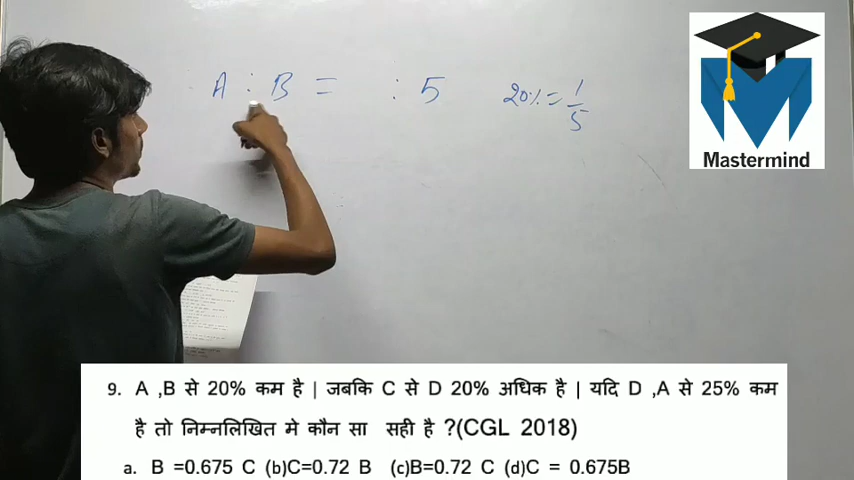 A : B =   : 5   20% = 1/5
Mastermind
9. A ,B से 20% कम है | जबकि C से D 20% अधिक है | यदि D ,A से 25% कम
है तो निम्नलिखित मे कौन सा सही है ?(CGL 2018)
a. B =0.675 C (b)C=0.72 B (c)B=0.72 C (d)C = 0.675B